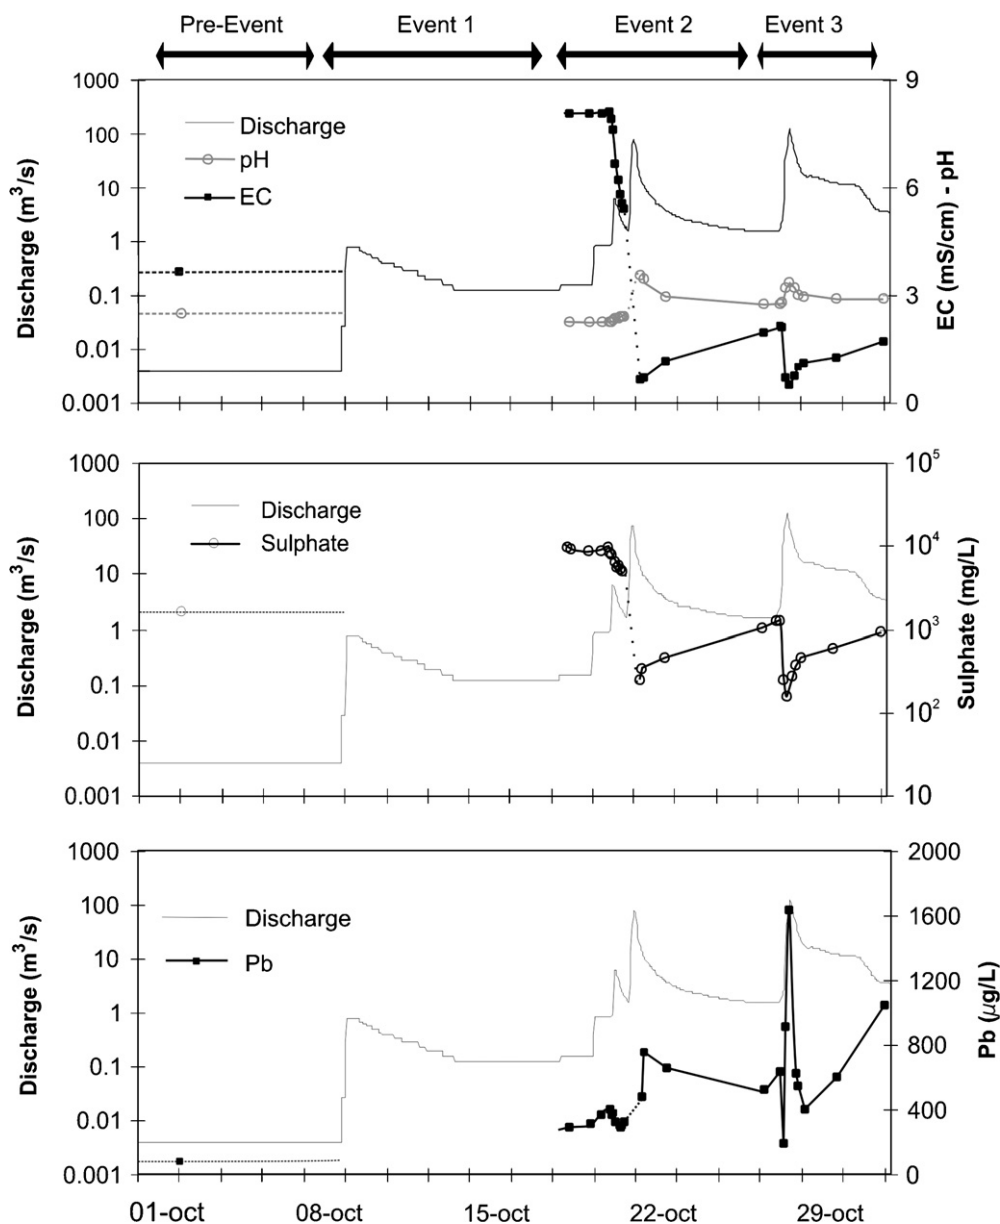 Pre-Event Event 1 Event 2 Event 3
1000
100
10
1
0.1
0.01
0.001
Discharge (m³/s)
Discharge
pH
EC
9
6
3
0
EC (mS/cm) - pH
1000
100
10
1
0.1
0.01
0.001
Discharge (m³/s)
Discharge
Sulphate
10⁵
10⁴
10³
10²
10
Sulphate (mg/L)
1000
100
10
1
0.1
0.01
0.001
Discharge (m³/s)
Discharge
Pb
2000
1600
1200
800
400
0
Pb (µg/L)
01-oct 08-oct 15-oct 22-oct 29-oct